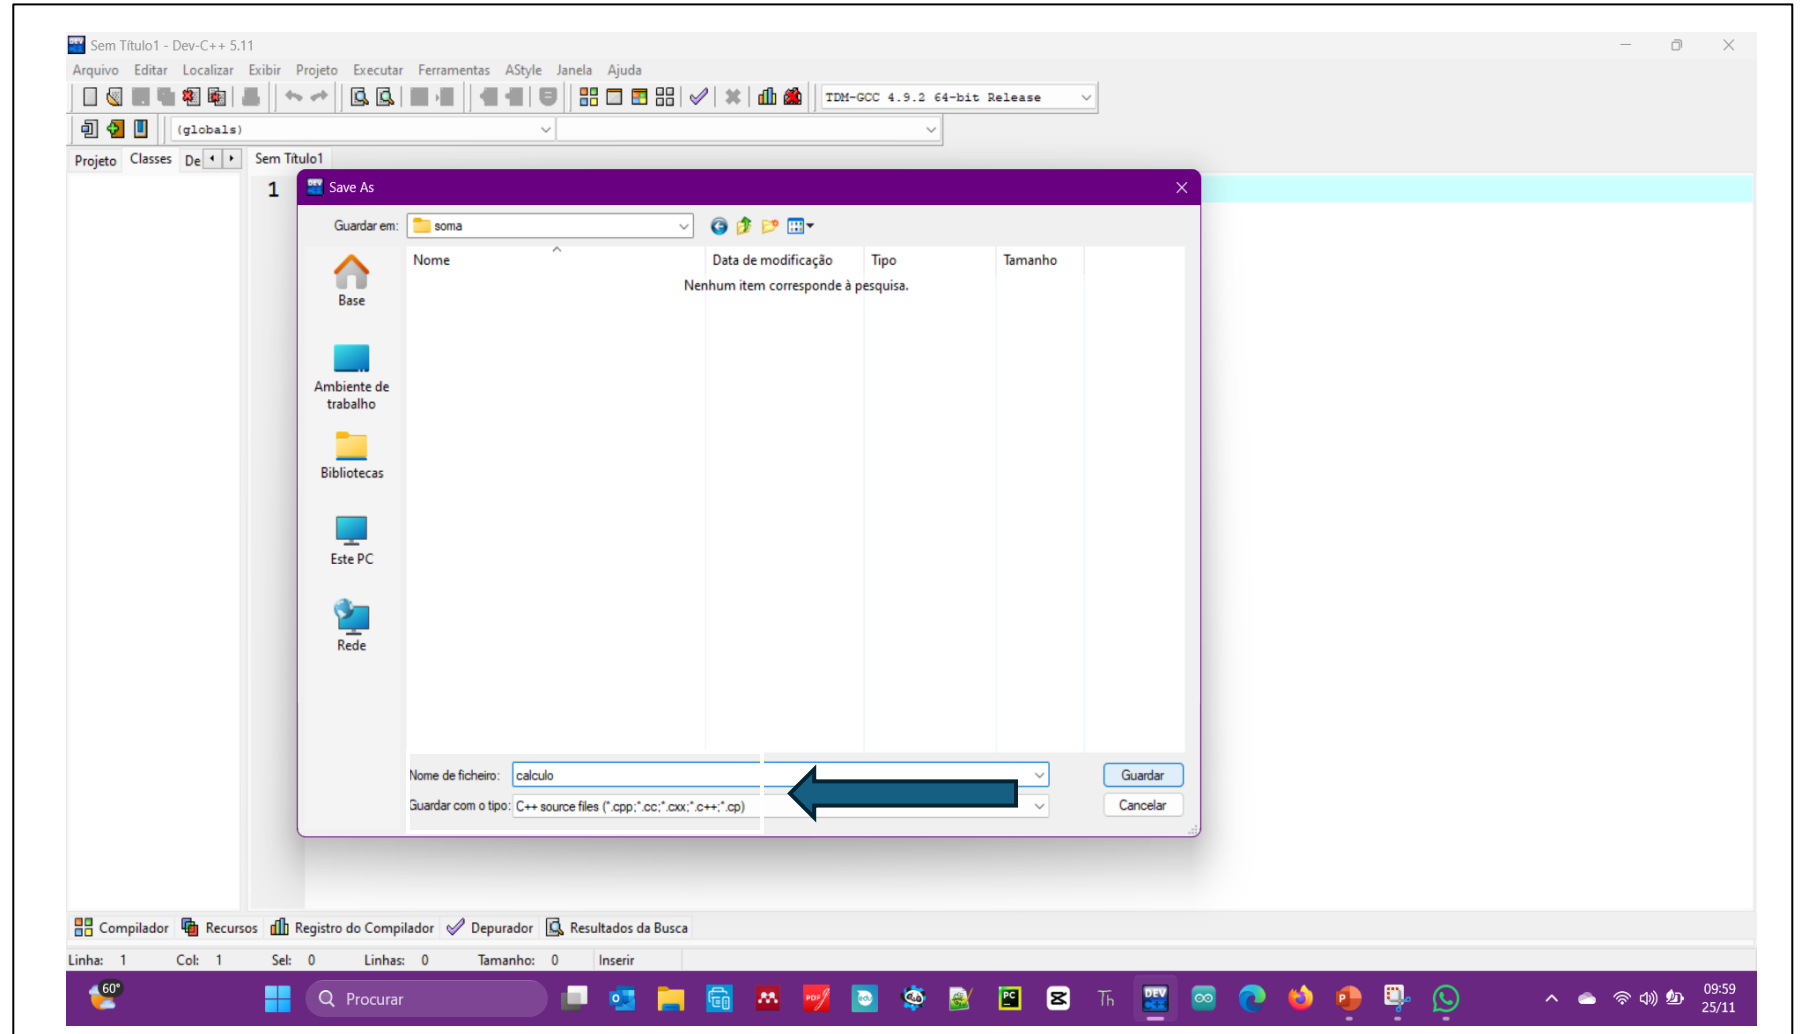 Sem Título1 - Dev-C++ 5.11
Arquivo Editar Localizar Exibir Projeto Executar Ferramentas AStyle Janela Ajuda
TDM-GCC 4.9.2 64-bit Release
(globals)
Projeto Classes De Sem Título1
1
Save As
Guardar em: soma
Nome Data de modificação Tipo Tamanho
Nenhum item corresponde à pesquisa.
Base
Ambiente de
trabalho
Bibliotecas
Este PC
Rede
Nome de ficheiro: calculo Guardar
Guardar com o tipo: C++ source files (*.cpp;*.cc;*.cxx;*.c++;*.cp) Cancelar
Compilador Recursos Registro do Compilador Depurador Resultados da Busca
Linha: 1 Col: 1 Sel: 0 Linhas: 0 Tamanho: 0 Inserir
60°
Procurar
09:59
25/11